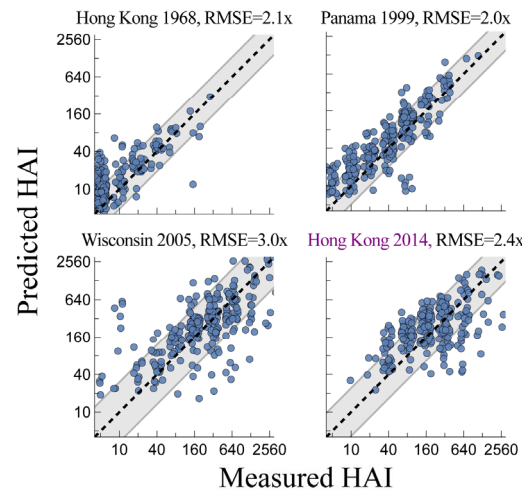 Hong Kong 1968, RMSE=2.1x
Panama 1999, RMSE=2.0x
2560
640
160
40
10
Predicted HAI
Wisconsin 2005, RMSE=3.0x
Hong Kong 2014, RMSE=2.4x
2560
640
160
40
10
10 40 160 640 2560
10 40 160 640 2560
Measured HAI